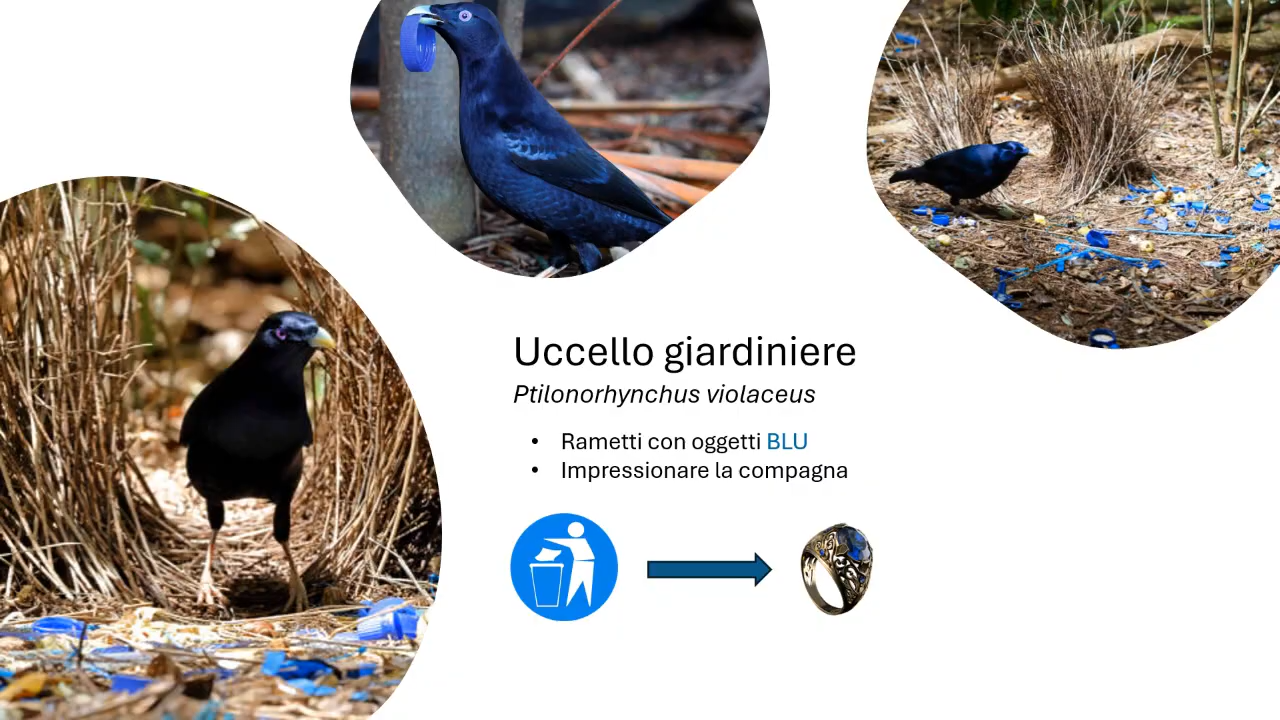 Uccello giardiniere
Ptilonorhynchus violaceus
• Rametti con oggetti BLU
• Impressionare la compagna